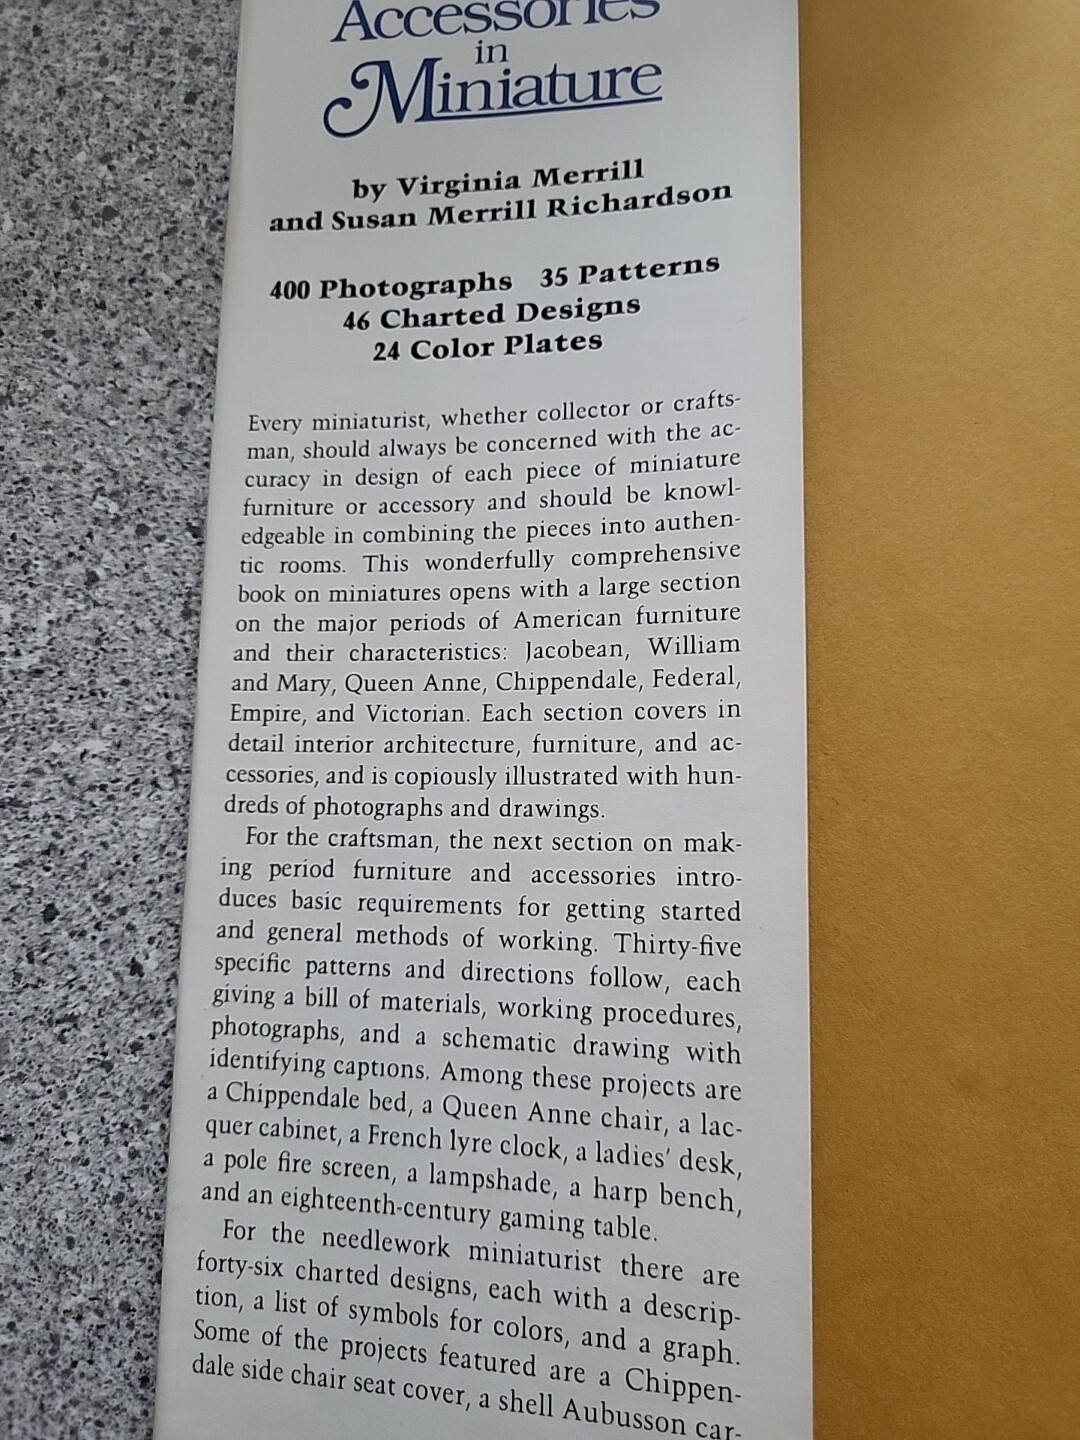 Accessories
in
Miniature
by Virginia Merrill
and Susan Merrill Richardson
400 Photographs 35 Patterns
46 Charted Designs
24 Color Plates
Every miniaturist, whether collector or crafts-
man, should always be concerned with the ac-
curacy in design of each piece of miniature
furniture or accessory and should be knowl-
edgeable in combining the pieces into authen-
tic rooms. This wonderfully comprehensive
book on miniatures opens with a large section
on the major periods of American furniture
and their characteristics: Jacobean, William
and Mary, Queen Anne, Chippendale, Federal,
Empire, and Victorian. Each section covers in
detail interior architecture, furniture, and ac-
cessories, and is copiously illustrated with hun-
dreds of photographs and drawings.
For the craftsman, the next section on mak-
ing period furniture and accessories intro-
duces basic requirements for getting started
and general methods of working. Thirty-five
specific patterns and directions follow, each
giving a bill of materials, working procedures,
photographs, and a schematic drawing with
identifying captions. Among these projects are
a Chippendale bed, a Queen Anne chair, a lac-
quer cabinet, a French lyre clock, a ladies' desk,
a pole fire screen, a lampshade, a harp bench,
and an eighteenth-century gaming table.
For the needlework miniaturist there are
forty-six charted designs, each with a descrip-
tion, a list of symbols for colors, and a graph.
Some of the projects featured are a Chippen-
dale side chair seat cover, a shell Aubusson car-